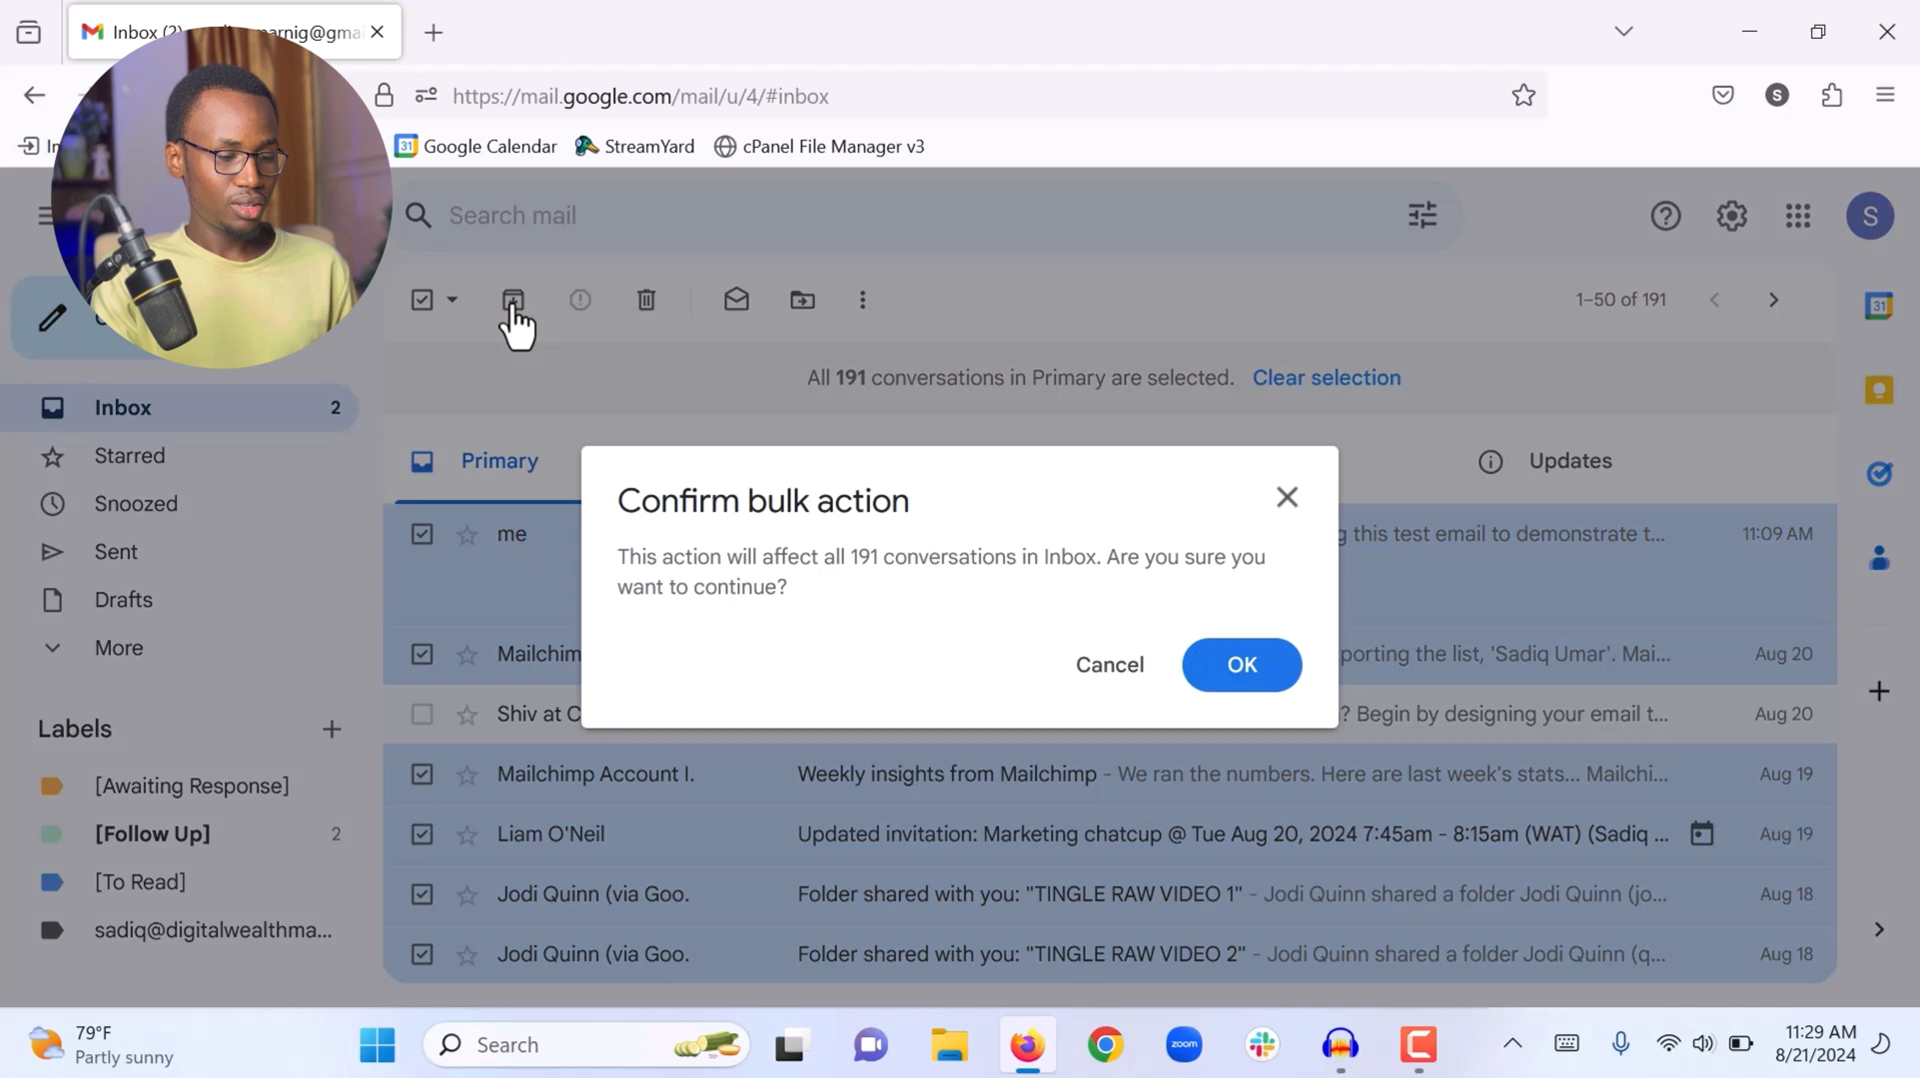 Inbox (2)
arnig@gmai
https://mail.google.com/mail/u/4/#inbox
S
31 Google Calendar
StreamYard
cPanel File Manager v3
Search mail
S
1–50 of 191
31
All 191 conversations in Primary are selected. Clear selection
Inbox 2
Starred
Snoozed
Sent
Drafts
More
Labels
[Awaiting Response]
[Follow Up] 2
[To Read]
sadiq@digitalwealthma...
Primary
Updates
Confirm bulk action
This action will affect all 191 conversations in Inbox. Are you sure you
want to continue?
Cancel
OK
me
g this test email to demonstrate t... 11:09 AM
Mailchim
porting the list, 'Sadiq Umar'. Mai... Aug 20
Shiv at C
? Begin by designing your email t... Aug 20
Mailchimp Account I. Weekly insights from Mailchimp - We ran the numbers. Here are last week's stats... Mailchi... Aug 19
Liam O'Neil Updated invitation: Marketing chatcup @ Tue Aug 20, 2024 7:45am - 8:15am (WAT) (Sadiq ... Aug 19
Jodi Quinn (via Goo. Folder shared with you: "TINGLE RAW VIDEO 1" - Jodi Quinn shared a folder Jodi Quinn (jo... Aug 18
Jodi Quinn (via Goo. Folder shared with you: "TINGLE RAW VIDEO 2" - Jodi Quinn shared a folder Jodi Quinn (q... Aug 18
79°F
Partly sunny
Search
zoom
11:29 AM
8/21/2024